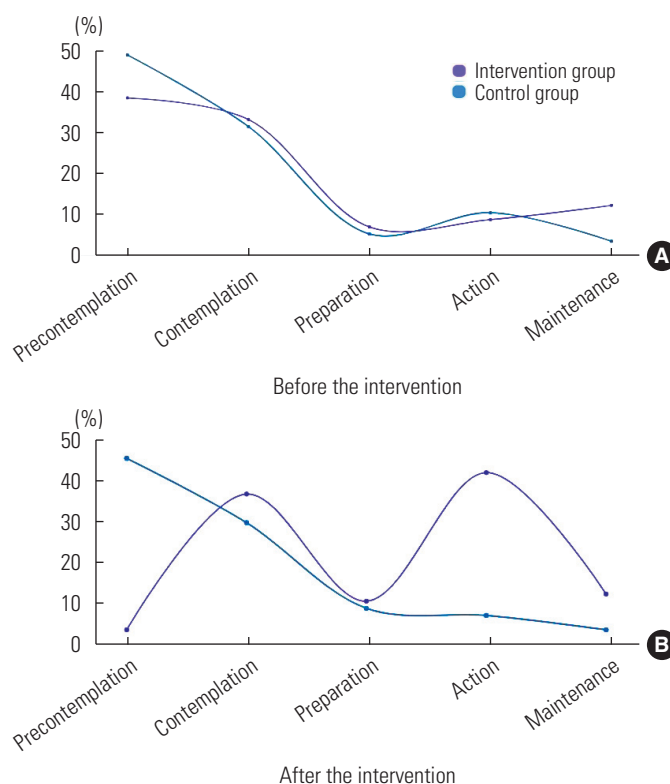 (%)
50
40
30
20
10
0
Intervention group
Control group
Precontemplation
Contemplation
Preparation
Action
Maintenance
A
Before the intervention
(%)
50
40
30
20
10
0
Precontemplation
Contemplation
Preparation
Action
Maintenance
B
After the intervention